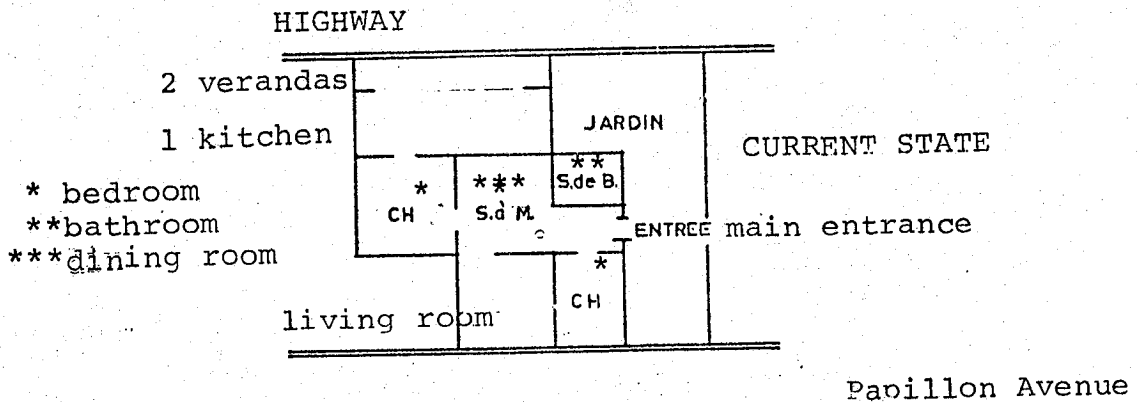 HIGHWAY
2 verandas
1 kitchen
JARDIN
CURRENT STATE
* bedroom
**bathroom
***dining room
*
CH
***
S.à M.
**
S.de B.
ENTREE main entrance
*
CH
living room
Papillon Avenue